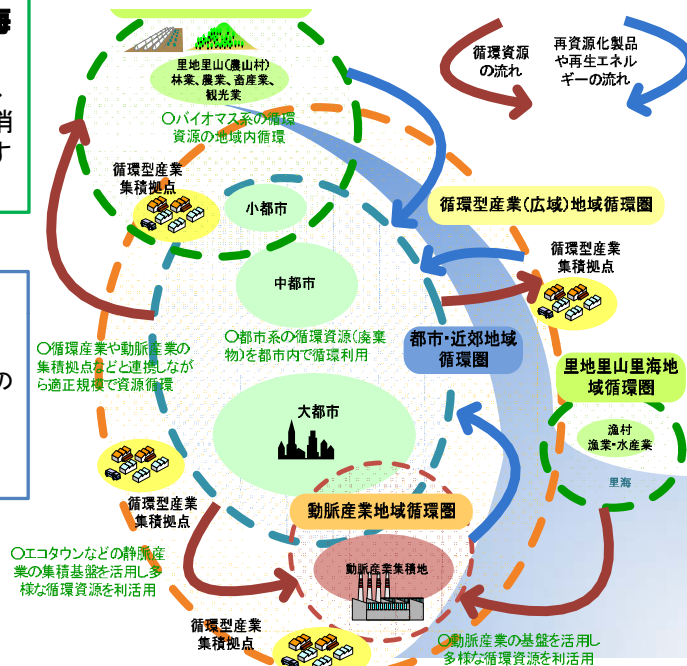 海
消
す
の
循環資源
の流れ
再資源化製品
や再生エネル
ギーの流れ
里地里山(農山村)
林業、農業、畜産業、
観光業
○バイオマス系の循環
資源の地域内循環
循環型産業
集積拠点
小都市
循環型産業(広域)地域循環圏
循環型産業
集積拠点
中都市
○都市系の循環資源(廃棄
物)を都市内で循環利用
都市・近郊地域
循環圏
○循環産業や動脈産業の
集積拠点などと連携しなが
ら適正規模で資源循環
里地里山里海地
域循環圏
大都市
漁村
漁業・水産業
里海
循環型産業
集積拠点
動脈産業地域循環圏
○エコタウンなどの静脈産
業の集積基盤を活用し多
様な循環資源を利活用
動脈産業集積地
循環型産業
集積拠点
○動脈産業の基盤を活用し
多様な循環資源を利活用